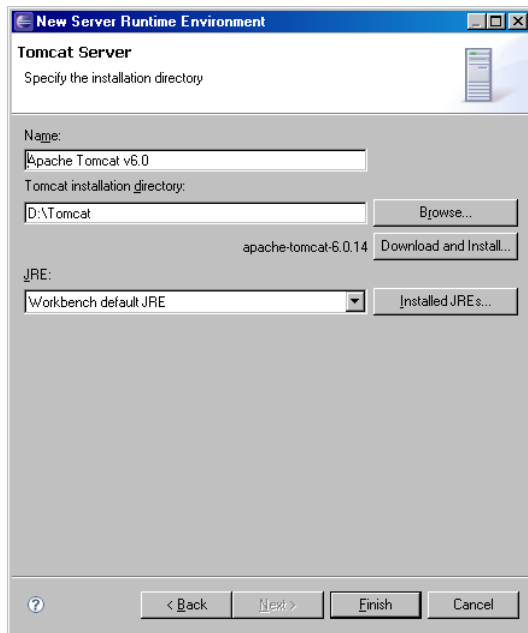 New Server Runtime Environment
Tomcat Server
Specify the installation directory
Name:
Apache Tomcat v6.0
Tomcat installation directory:
D:\Tomcat
Browse...
apache-tomcat-6.0.14
Download and Install...
JRE:
Workbench default JRE
Installed JREs...
?
< Back
Next >
Finish
Cancel